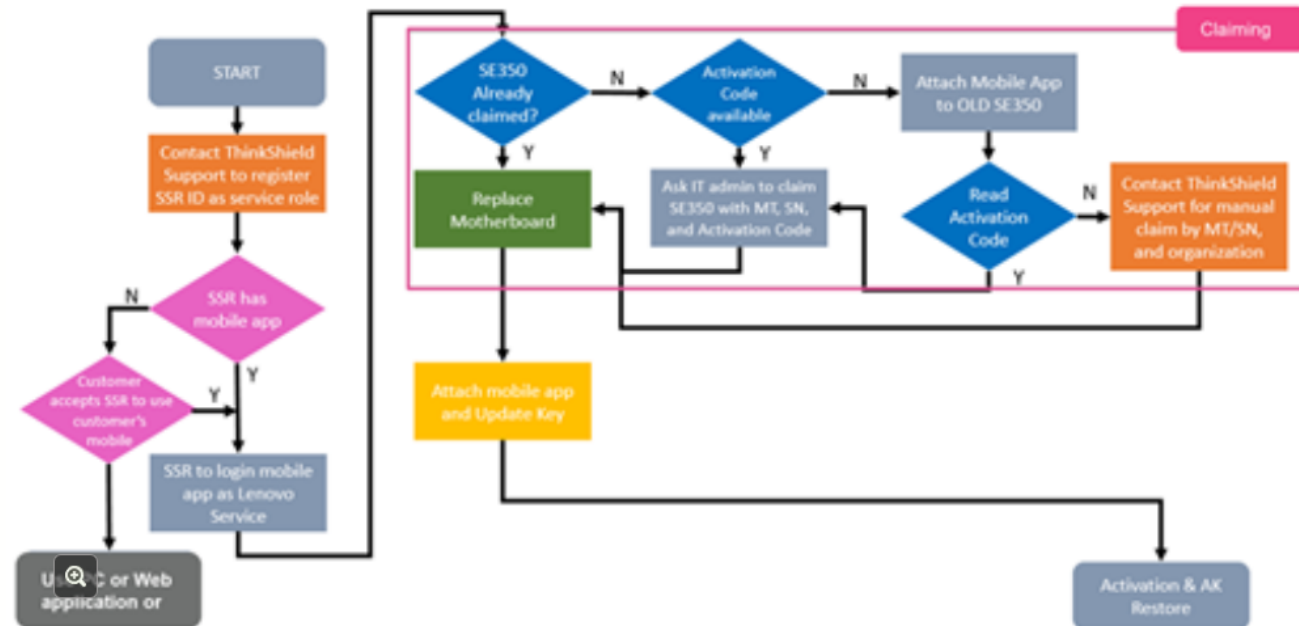 START
Contact ThinkShield
Support to register
SSR ID as service role
SSR has
mobile app
N
Y
Customer
accepts SSR to use
customer's
mobile
Y
SSR to login mobile
app as Lenovo
Service
PC or Web
application or
Claiming
SE350
Already
claimed?
N
Y
Activation
Code
available
N
Y
Attach Mobile App
to OLD SE350
Replace
Motherboard
Ask IT admin to claim
SE350 with MT, SN,
and Activation Code
Read
Activation
Code
N
Y
Contact ThinkShield
Support for manual
claim by MT/SN,
and organization
Attach mobile app
and Update Key
Activation & AK
Restore